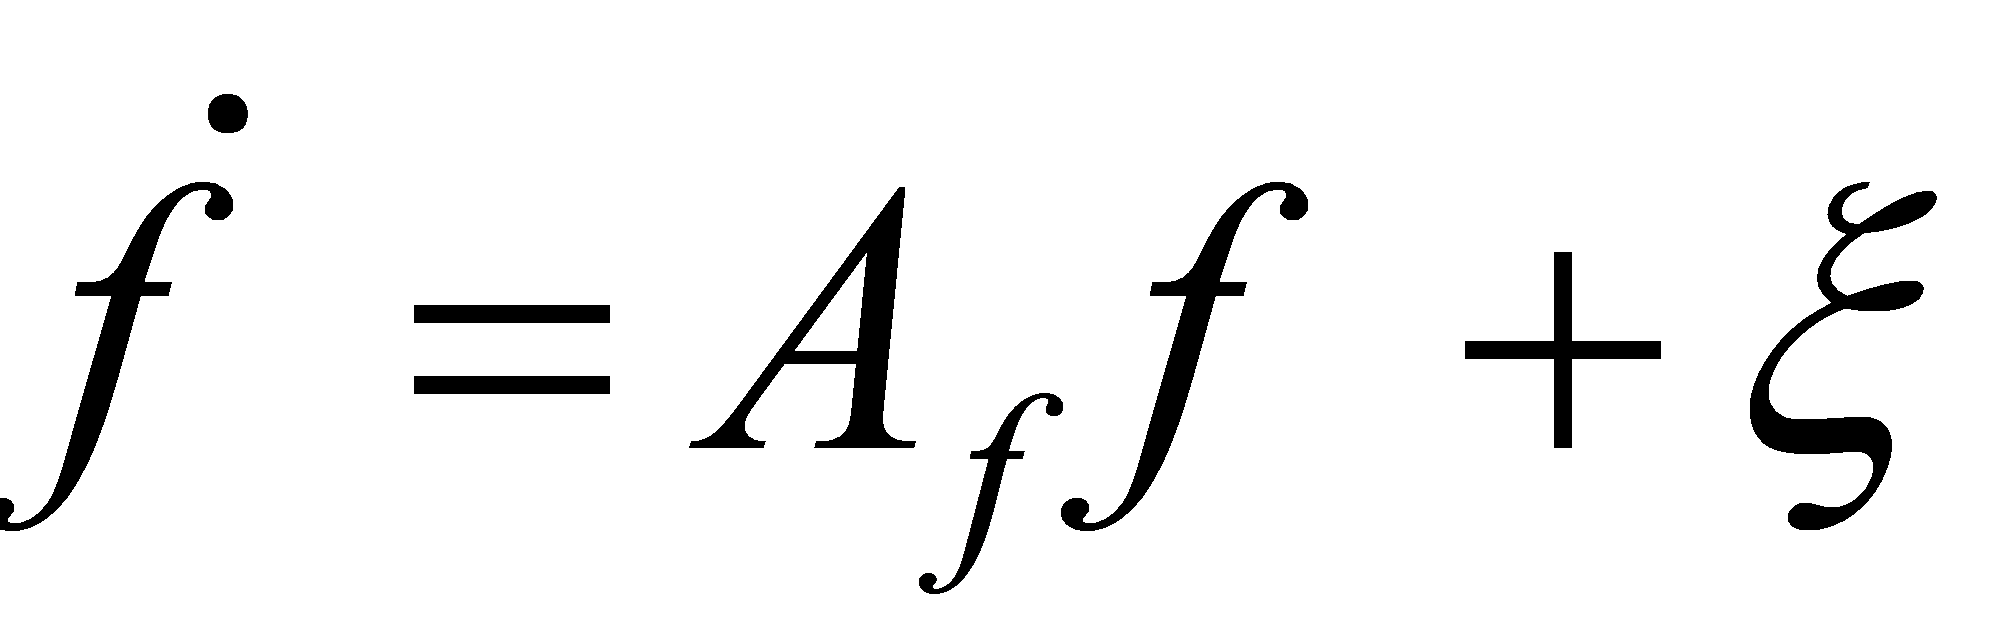 ḟ = A_f f + ξ